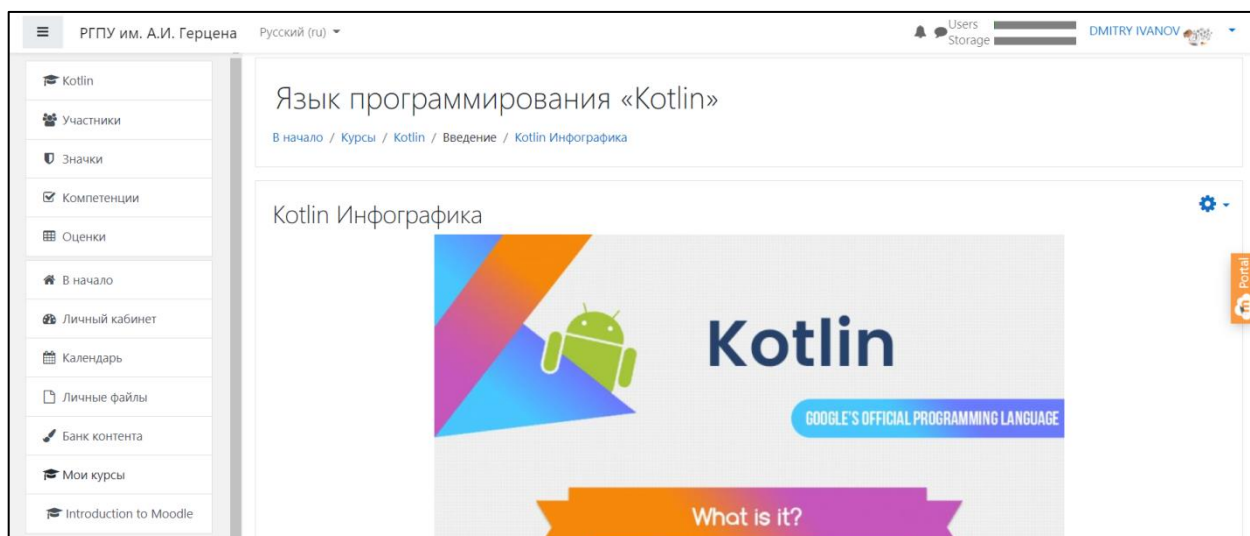 РГПУ им. А.И. Герцена
Русский (ru)
Users
Storage
DMITRY IVANOV
Kotlin
Участники
Значки
Компетенции
Оценки
В начало
Личный кабинет
Календарь
Личные файлы
Банк контента
Мои курсы
Introduction to Moodle
Язык программирования «Kotlin»
В начало / Курсы / Kotlin / Введение / Kotlin Инфографика
Kotlin Инфографика
Kotlin
GOOGLE'S OFFICIAL PROGRAMMING LANGUAGE
What is it?
Portal